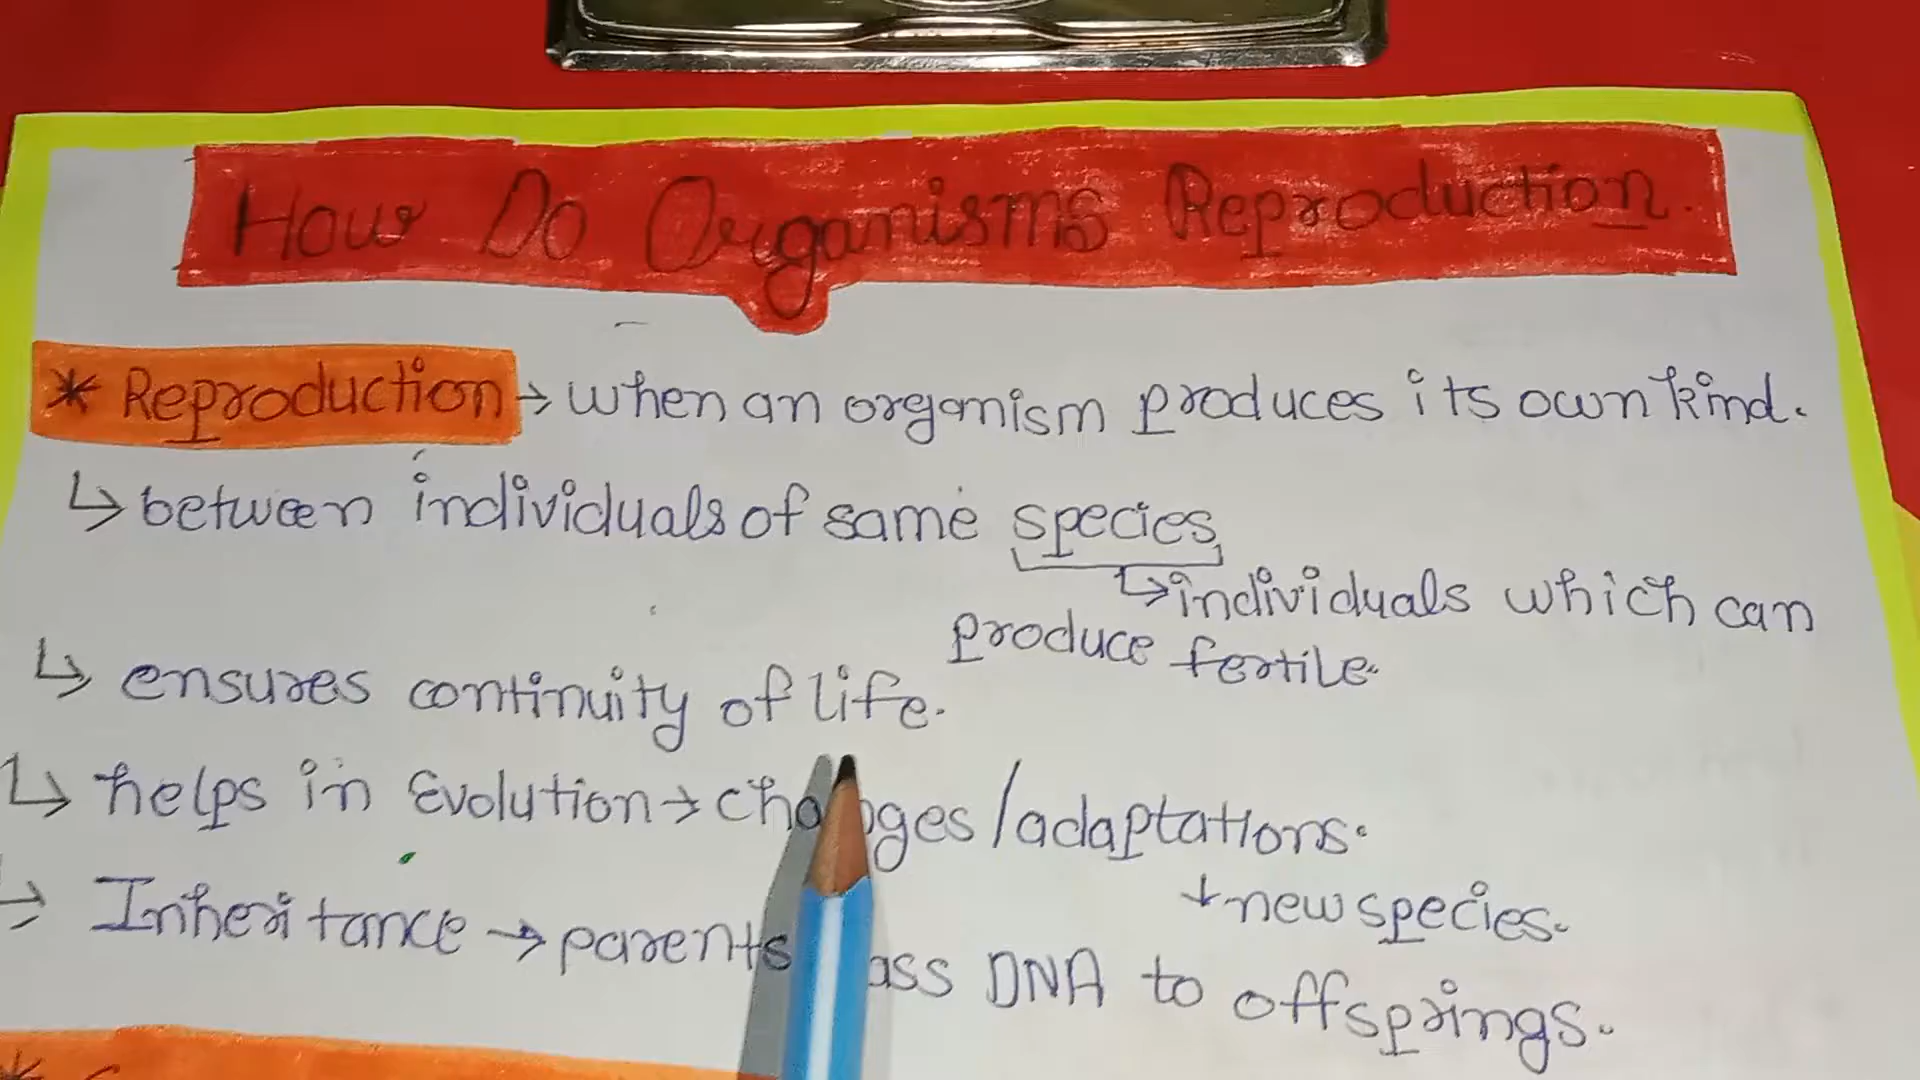 How Do Organisms Reproduction.
* Reproduction → when an organism produces its own kind.
↳ between individuals of same species
↳ individuals which can
produce fertile.
↳ ensures continuity of life.
↳ helps in Evolution → changes / adaptations.
↓ new species.
→ Inheritance → parents pass DNA to offsprings.
*